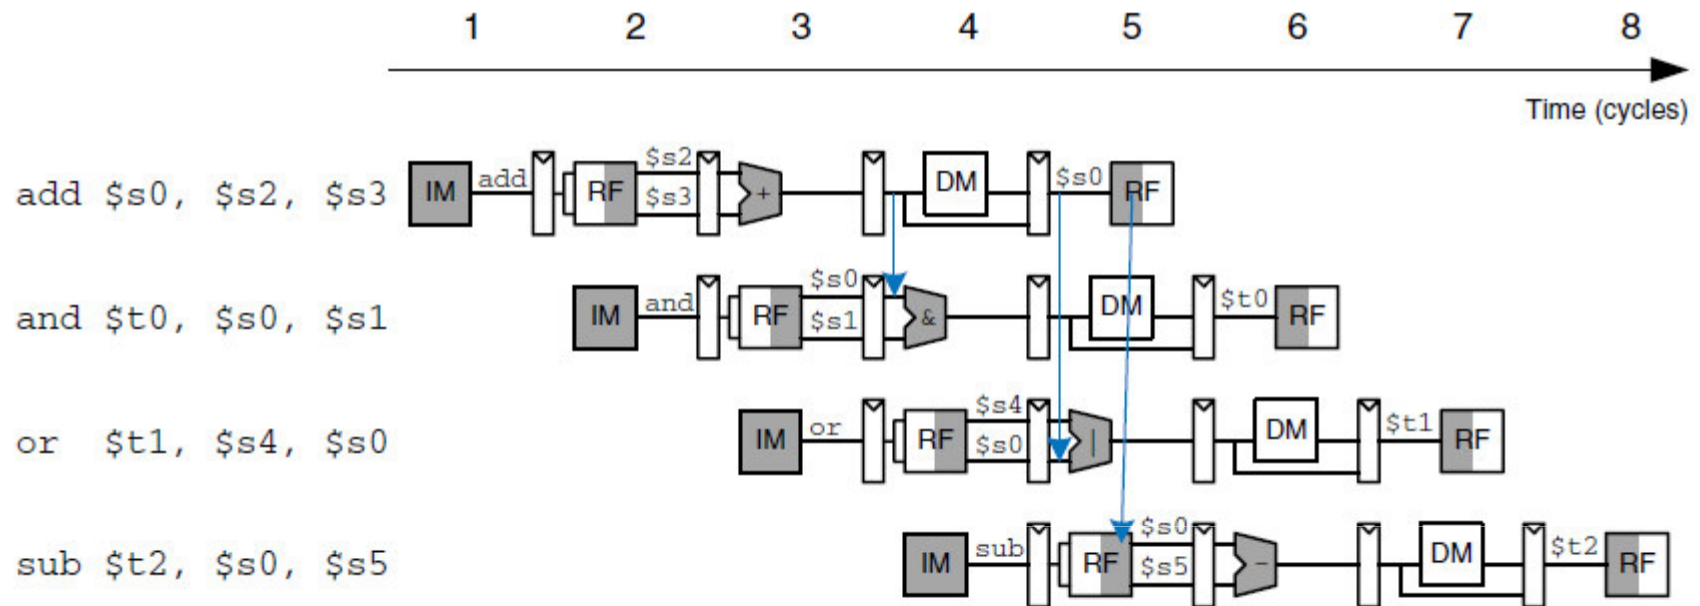 1 2 3 4 5 6 7 8
Time (cycles)
add $s0, $s2, $s3 IM add RF $s2 $s3 + DM $s0 RF
and $t0, $s0, $s1 IM and RF $s0 $s1 & DM $t0 RF
or $t1, $s4, $s0 IM or RF $s4 $s0 | DM $t1 RF
sub $t2, $s0, $s5 IM sub RF $s0 $s5 - DM $t2 RF